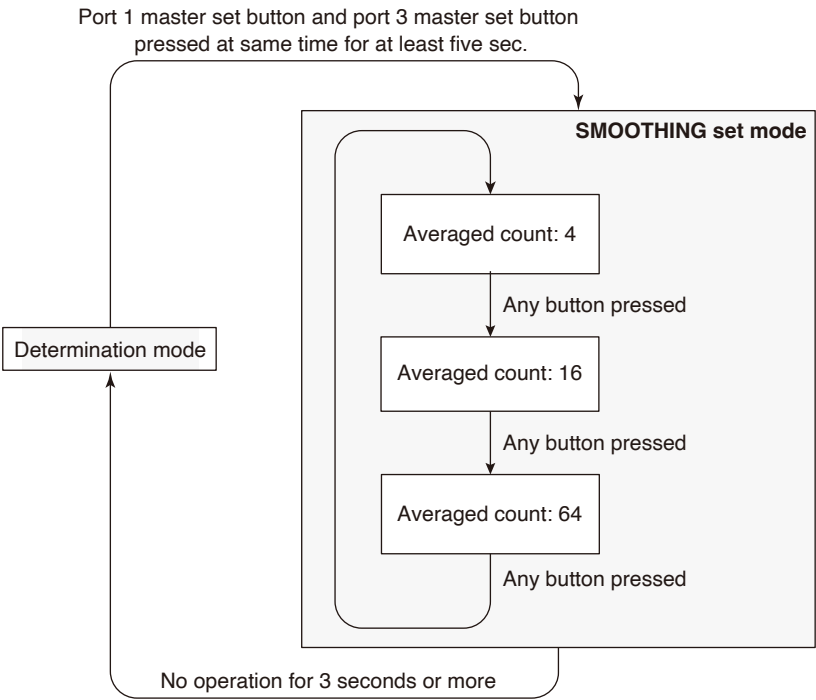 Port 1 master set button and port 3 master set button
pressed at same time for at least five sec.
SMOOTHING set mode
Averaged count: 4
Any button pressed
Determination mode
Averaged count: 16
Any button pressed
Averaged count: 64
Any button pressed
No operation for 3 seconds or more